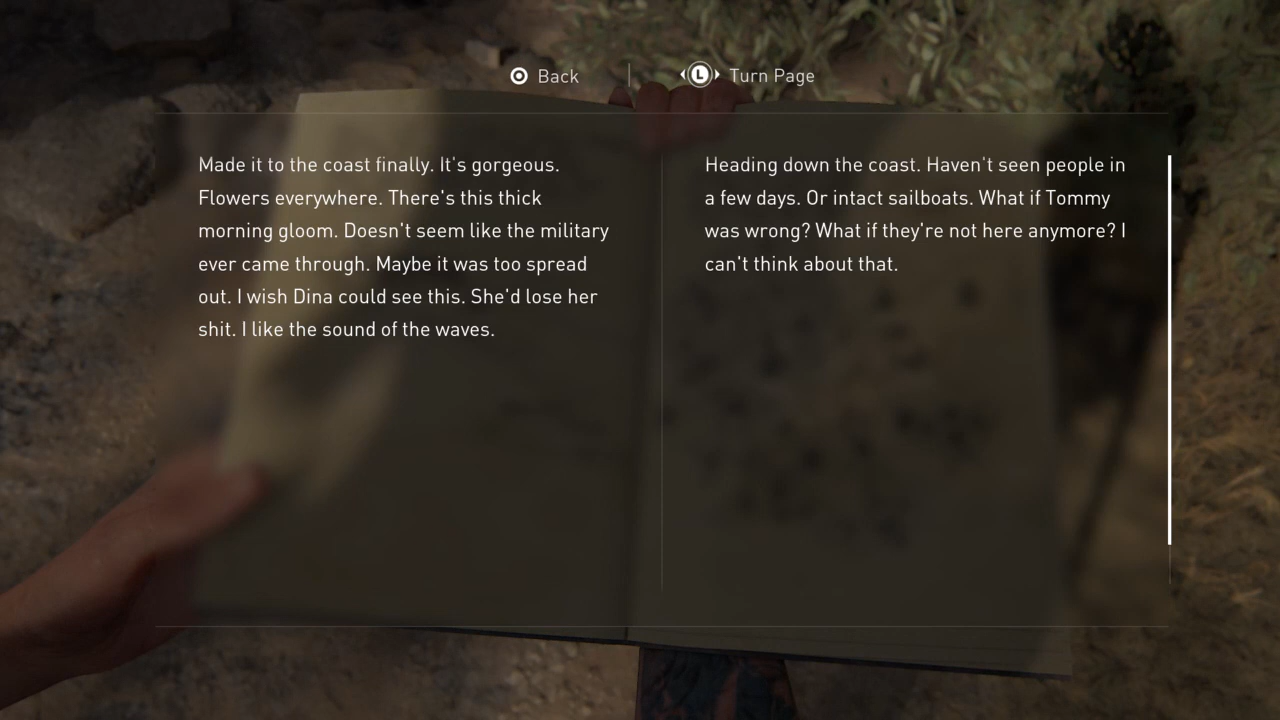 Back
L Turn Page
Made it to the coast finally. It's gorgeous.
Flowers everywhere. There's this thick
morning gloom. Doesn't seem like the military
ever came through. Maybe it was too spread
out. I wish Dina could see this. She'd lose her
shit. I like the sound of the waves.
Heading down the coast. Haven't seen people in
a few days. Or intact sailboats. What if Tommy
was wrong? What if they're not here anymore? I
can't think about that.